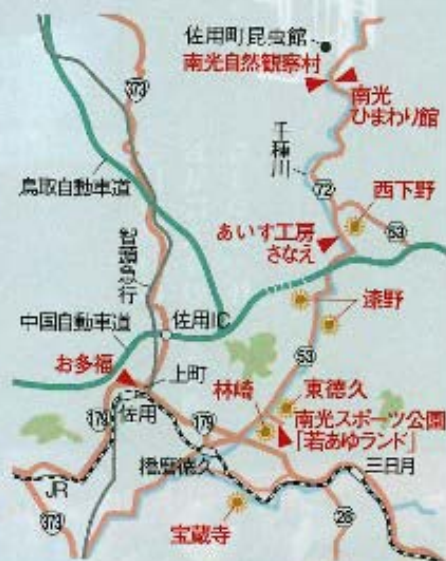 佐用町昆虫館
南光自然観察村
南光
ひまわり館
373
千種川
72
西下野
鳥取自動車道
あいす工房
さなえ
53
智頭急行
漆野
中国自動車道
佐用IC
お多福
上町
53
林崎
東徳久
佐用
179
179
南光スポーツ公園
「若あゆランド」
播磨徳久
三日月
JR
373
宝蔵寺
26